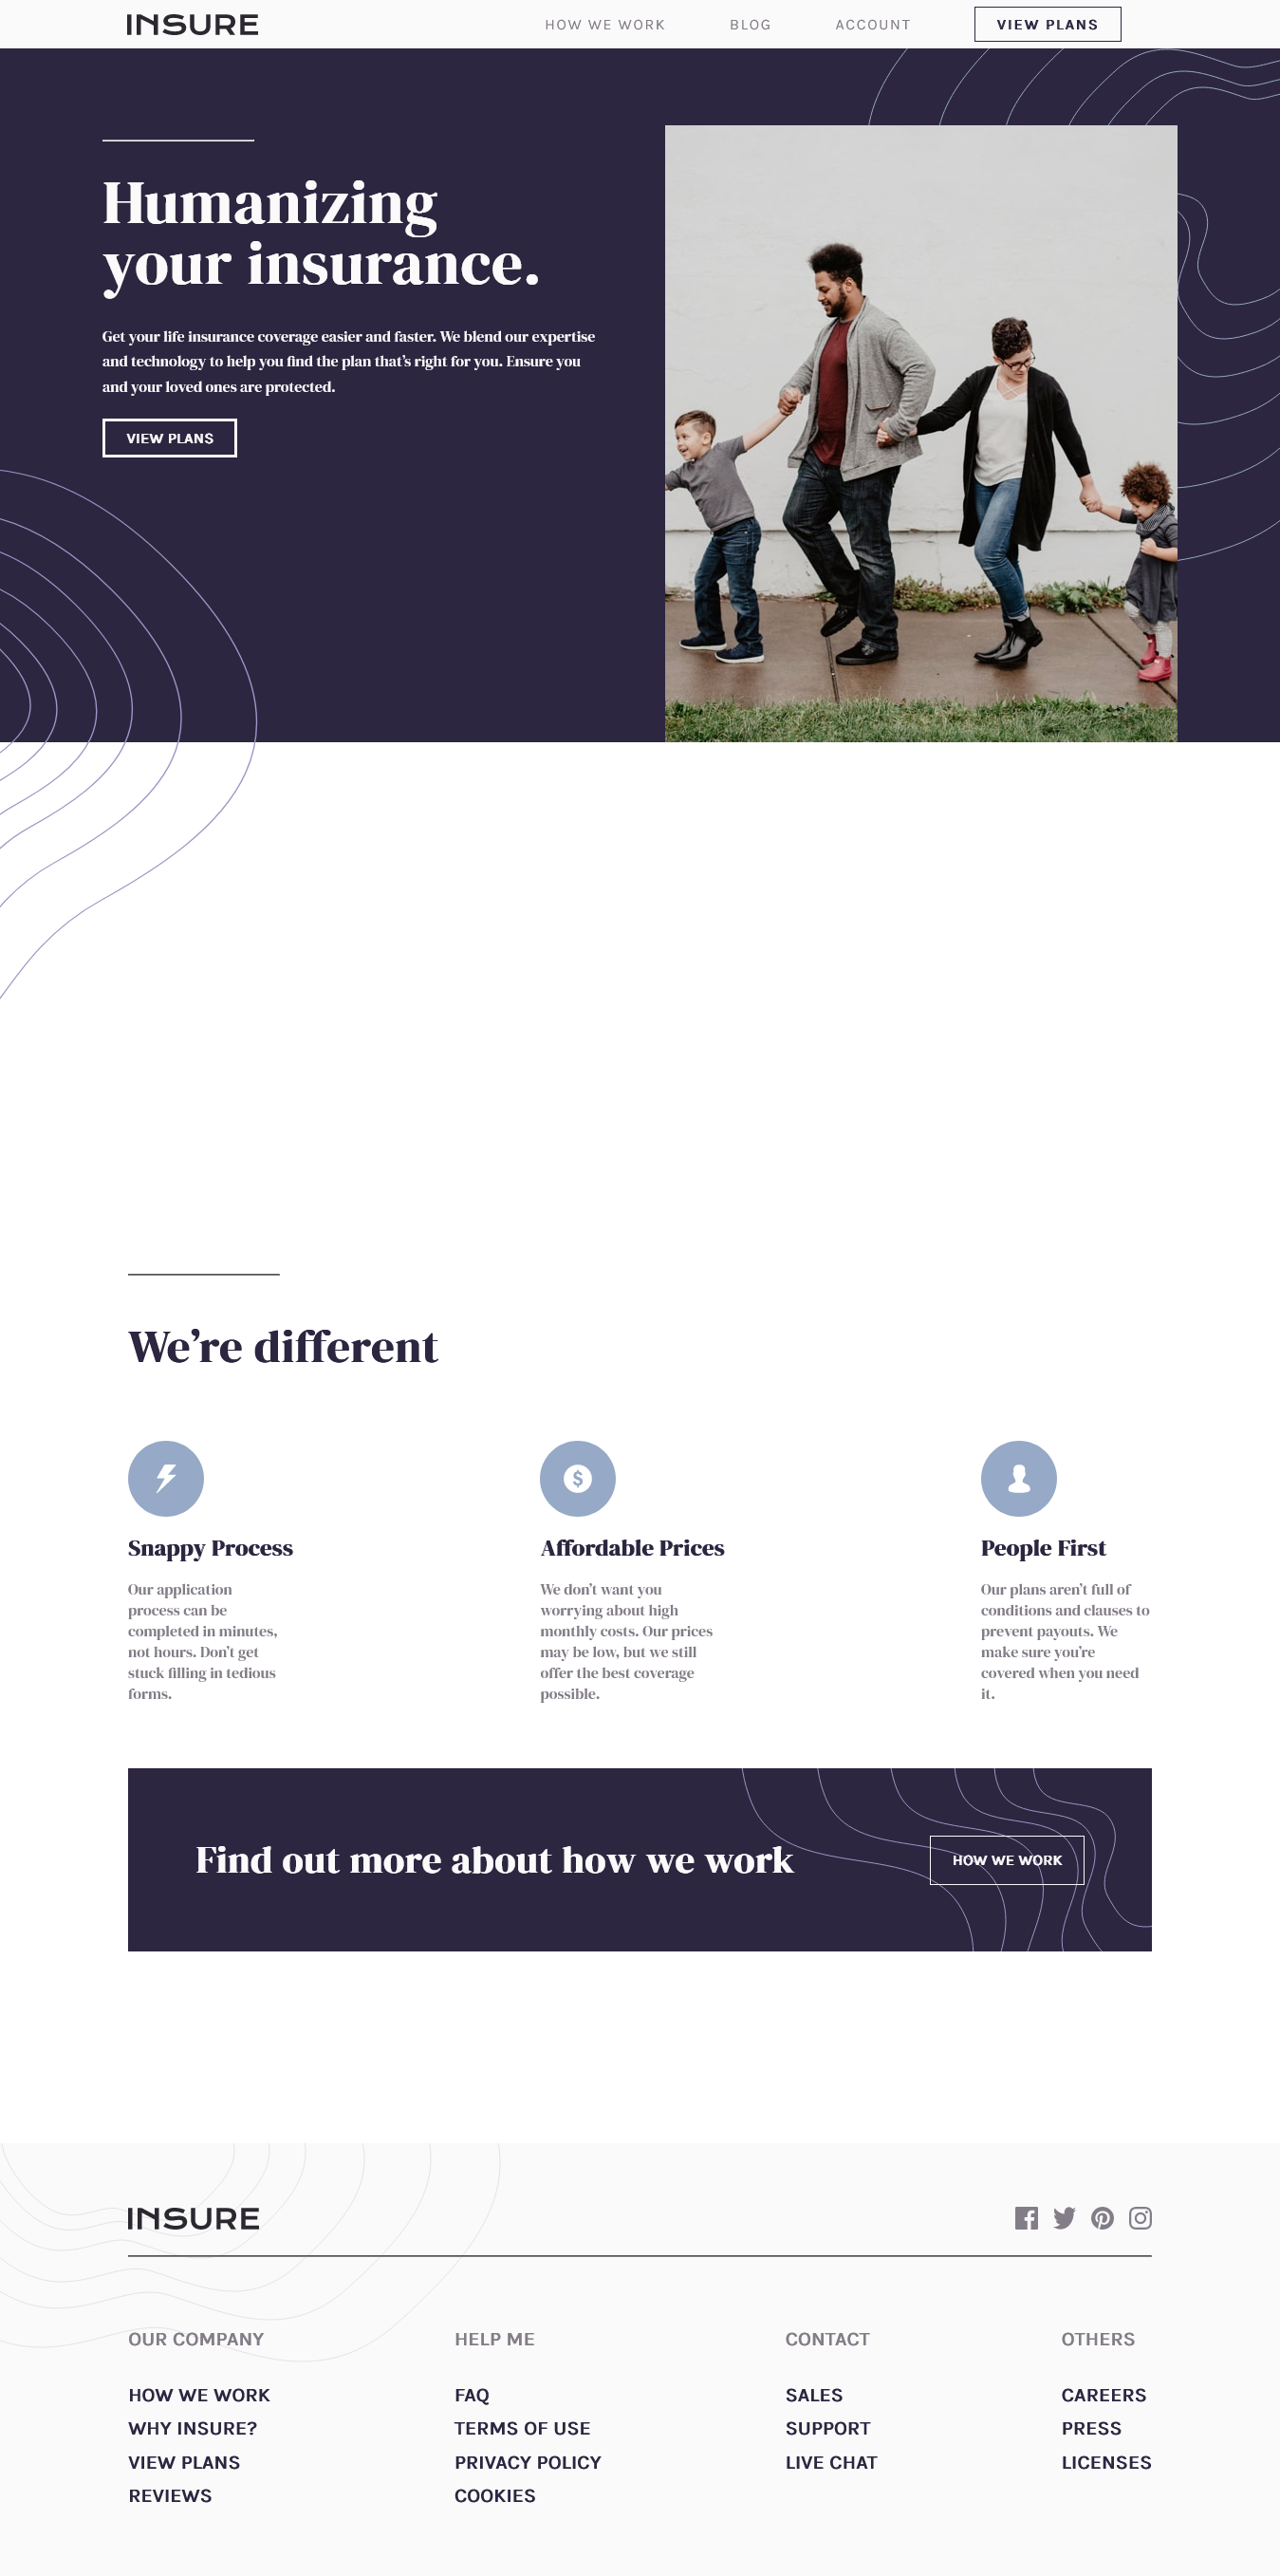 INSURE
HOW WE WORK
BLOG
ACCOUNT
VIEW PLANS
Humanizing
your insurance.
Get your life insurance coverage easier and faster. We blend our expertise
and technology to help you find the plan that’s right for you. Ensure you
and your loved ones are protected.
VIEW PLANS
We’re different
Snappy Process
Our application
process can be
completed in minutes,
not hours. Don’t get
stuck filling in tedious
forms.
Affordable Prices
We don’t want you
worrying about high
monthly costs. Our prices
may be low, but we still
offer the best coverage
possible.
People First
Our plans aren’t full of
conditions and clauses to
prevent payouts. We
make sure you’re
covered when you need
it.
Find out more about how we work
HOW WE WORK
INSURE
OUR COMPANY
HOW WE WORK
WHY INSURE?
VIEW PLANS
REVIEWS
HELP ME
FAQ
TERMS OF USE
PRIVACY POLICY
COOKIES
CONTACT
SALES
SUPPORT
LIVE CHAT
OTHERS
CAREERS
PRESS
LICENSES